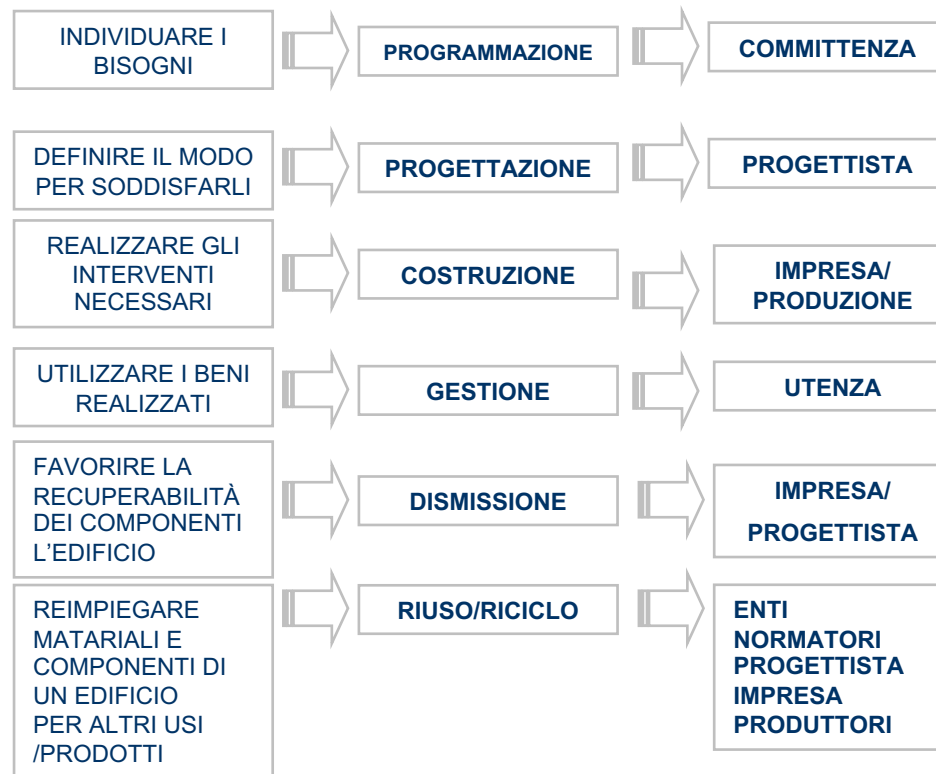 INDIVIDUARE I
BISOGNI
PROGRAMMAZIONE
COMMITTENZA
DEFINIRE IL MODO
PER SODDISFARLI
PROGETTAZIONE
PROGETTISTA
REALIZZARE GLI
INTERVENTI
NECESSARI
COSTRUZIONE
IMPRESA/
PRODUZIONE
UTILIZZARE I BENI
REALIZZATI
GESTIONE
UTENZA
FAVORIRE LA
RECUPERABILITÀ
DEI COMPONENTI
L’EDIFICIO
DISMISSIONE
IMPRESA/
PROGETTISTA
REIMPIEGARE
MATARIALI E
COMPONENTI DI
UN EDIFICIO
PER ALTRI USI
/PRODOTTI
RIUSO/RICICLO
ENTI
NORMATORI
PROGETTISTA
IMPRESA
PRODUTTORI